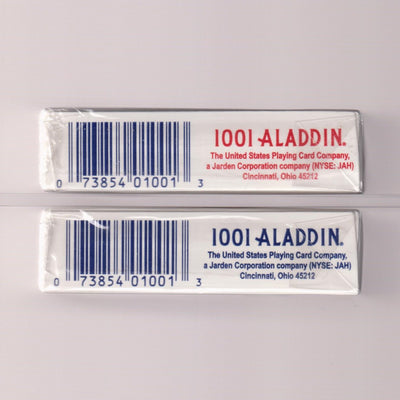 1001 ALADDIN®
The United States Playing Card Company,
a Jarden Corporation company (NYSE: JAH)
Cincinnati, Ohio 45212
0 73854 01001 3
1001 ALADDIN®
The United States Playing Card Company,
a Jarden Corporation company (NYSE: JAH)
Cincinnati, Ohio 45212
0 73854 01001 3